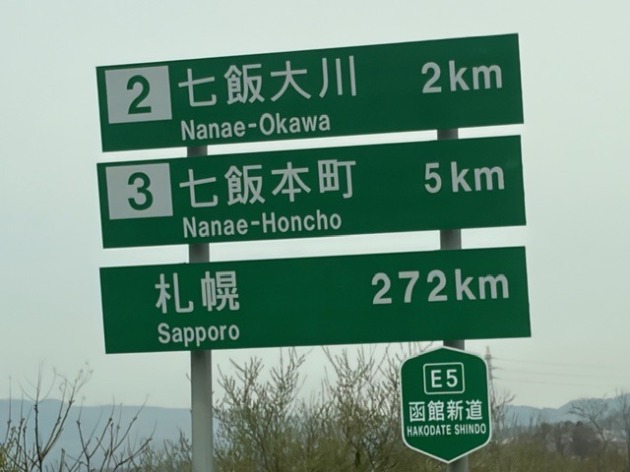 2 七飯大川 2km
Nanae-Okawa
3 七飯本町 5km
Nanae-Honcho
札幌 272km
Sapporo
E5
函館新道
HAKODATE SHINDO